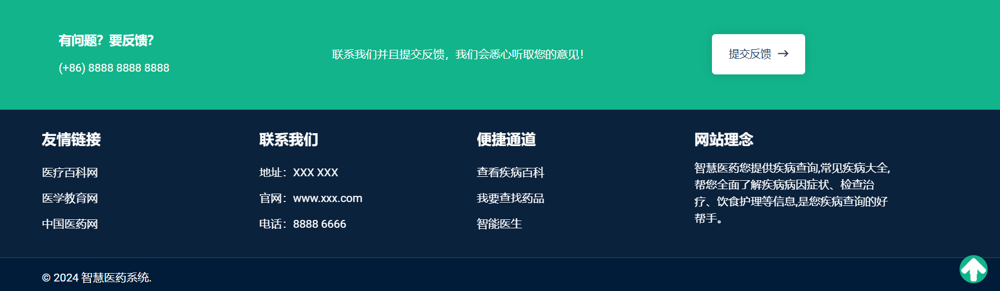 有问题？要反馈？
(+86) 8888 8888 8888
联系我们并且提交反馈，我们会悉心听取您的意见！
提交反馈
友情链接
医疗百科网
医学教育网
中国医药网
联系我们
地址：XXX XXX
官网：www.xxx.com
电话：8888 6666
便捷通道
查看疾病百科
我要查找药品
智能医生
网站理念
智慧医药您提供疾病查询,常见疾病大全,
帮您全面了解疾病病因症状、检查治
疗、饮食护理等信息,是您疾病查询的好
帮手。
© 2024 智慧医药系统.